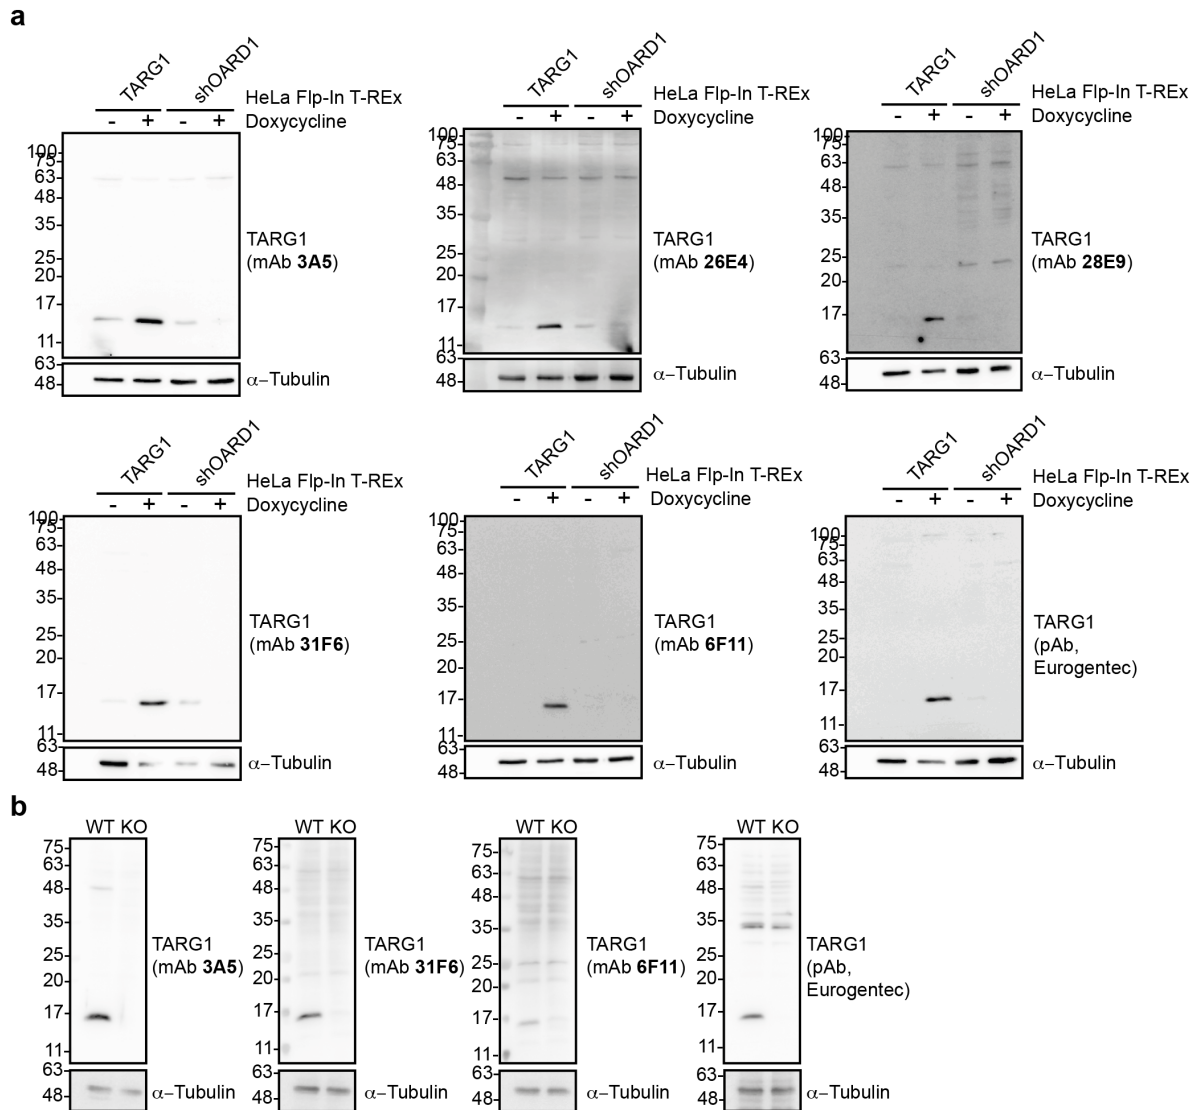 a
TARG1 shOARD1
HeLa Flp-In T-REx
- + - + Doxycycline
100-
75-
63-
48-
35-
25-
20-
17-
11-
TARG1
(mAb 3A5)
63-
48-
α−Tubulin
TARG1 shOARD1
HeLa Flp-In T-REx
- + - + Doxycycline
100-
75-
63-
48-
35-
25-
20-
17-
11-
TARG1
(mAb 26E4)
63-
48-
α−Tubulin
TARG1 shOARD1
HeLa Flp-In T-REx
- + - + Doxycycline
100-
75-
63-
48-
35-
25-
20-
17-
TARG1
(mAb 28E9)
63-
48-
α−Tubulin
TARG1 shOARD1
HeLa Flp-In T-REx
- + - + Doxycycline
100-
75-
63-
48-
35-
25-
20-
17-
11-
TARG1
(mAb 31F6)
63-
48-
α−Tubulin
TARG1 shOARD1
HeLa Flp-In T-REx
- + - + Doxycycline
100-
75-
63-
48-
35-
25-
20-
17-
11-
TARG1
(mAb 6F11)
63-
48-
α−Tubulin
TARG1 shOARD1
HeLa Flp-In T-REx
- + - + Doxycycline
100-
75-
63-
48-
35-
25-
20-
17-
11-
TARG1
(pAb,
Eurogentec)
63-
48-
α−Tubulin
b
WT KO
75-
63-
48-
35-
25-
20-
17-
11-
TARG1
(mAb 3A5)
63-
48-
α−Tubulin
WT KO
75-
63-
48-
35-
25-
20-
17-
11-
TARG1
(mAb 31F6)
63-
48-
α−Tubulin
WT KO
75-
63-
48-
35-
25-
20-
17-
11-
TARG1
(mAb 6F11)
63-
48-
α−Tubulin
WT KO
75-
63-
48-
35-
25-
20-
17-
11-
TARG1
(pAb,
Eurogentec)
63-
48-
α−Tubulin